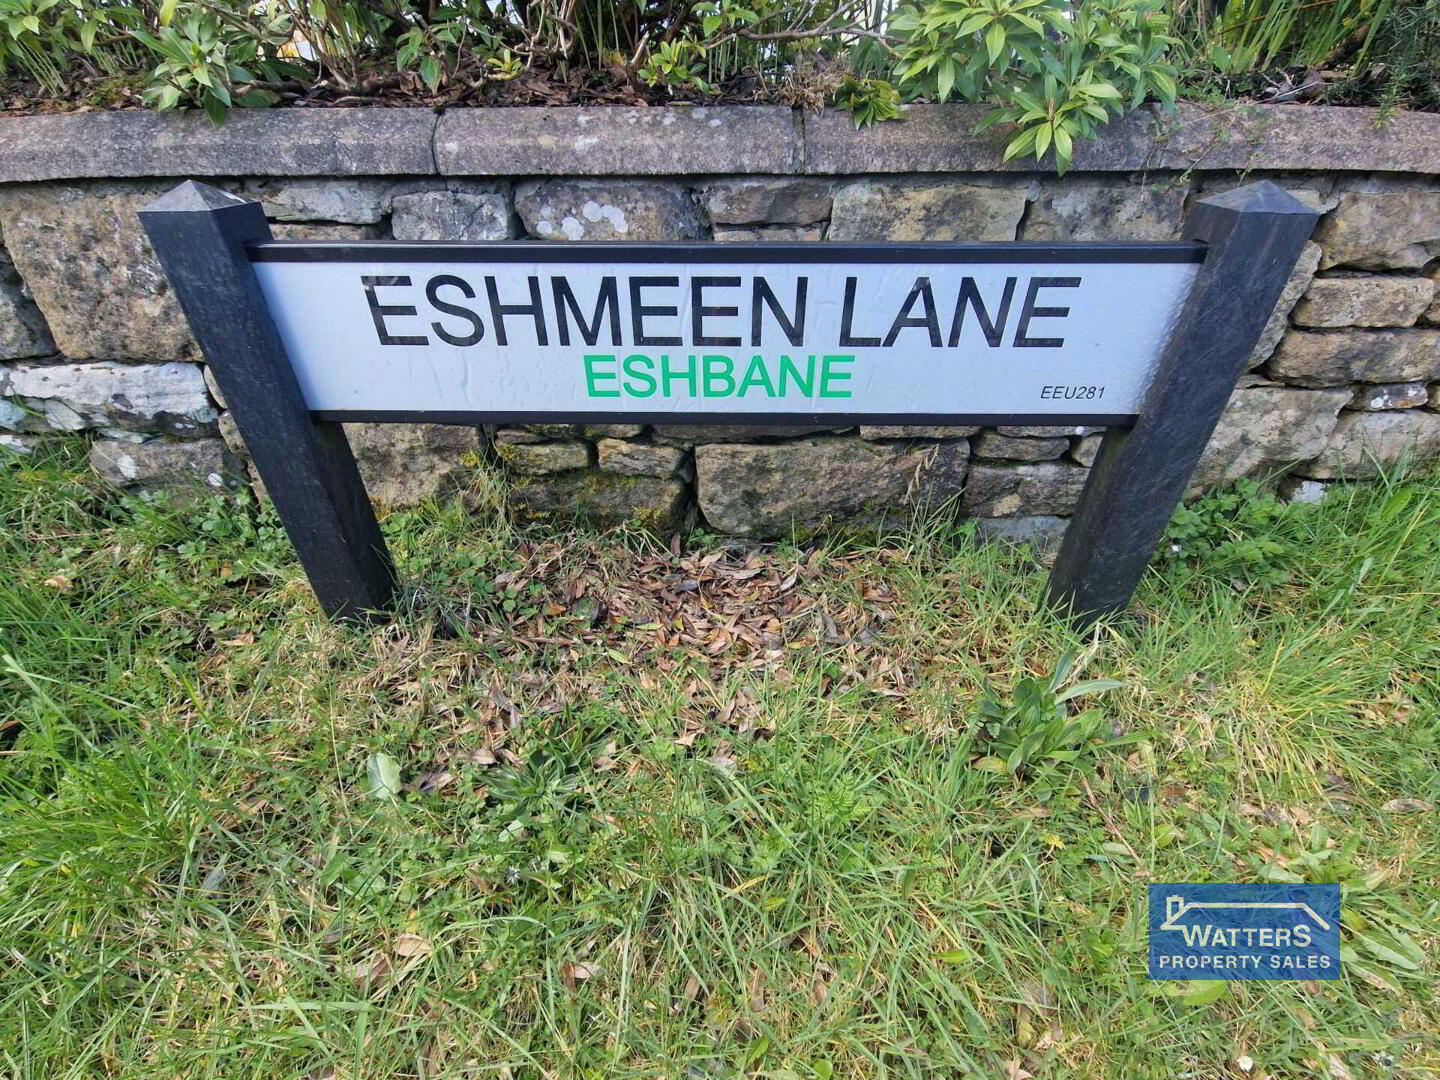 ESHMEEN LANE
ESHBANE
EEU281
WATTERS
PROPERTY SALES